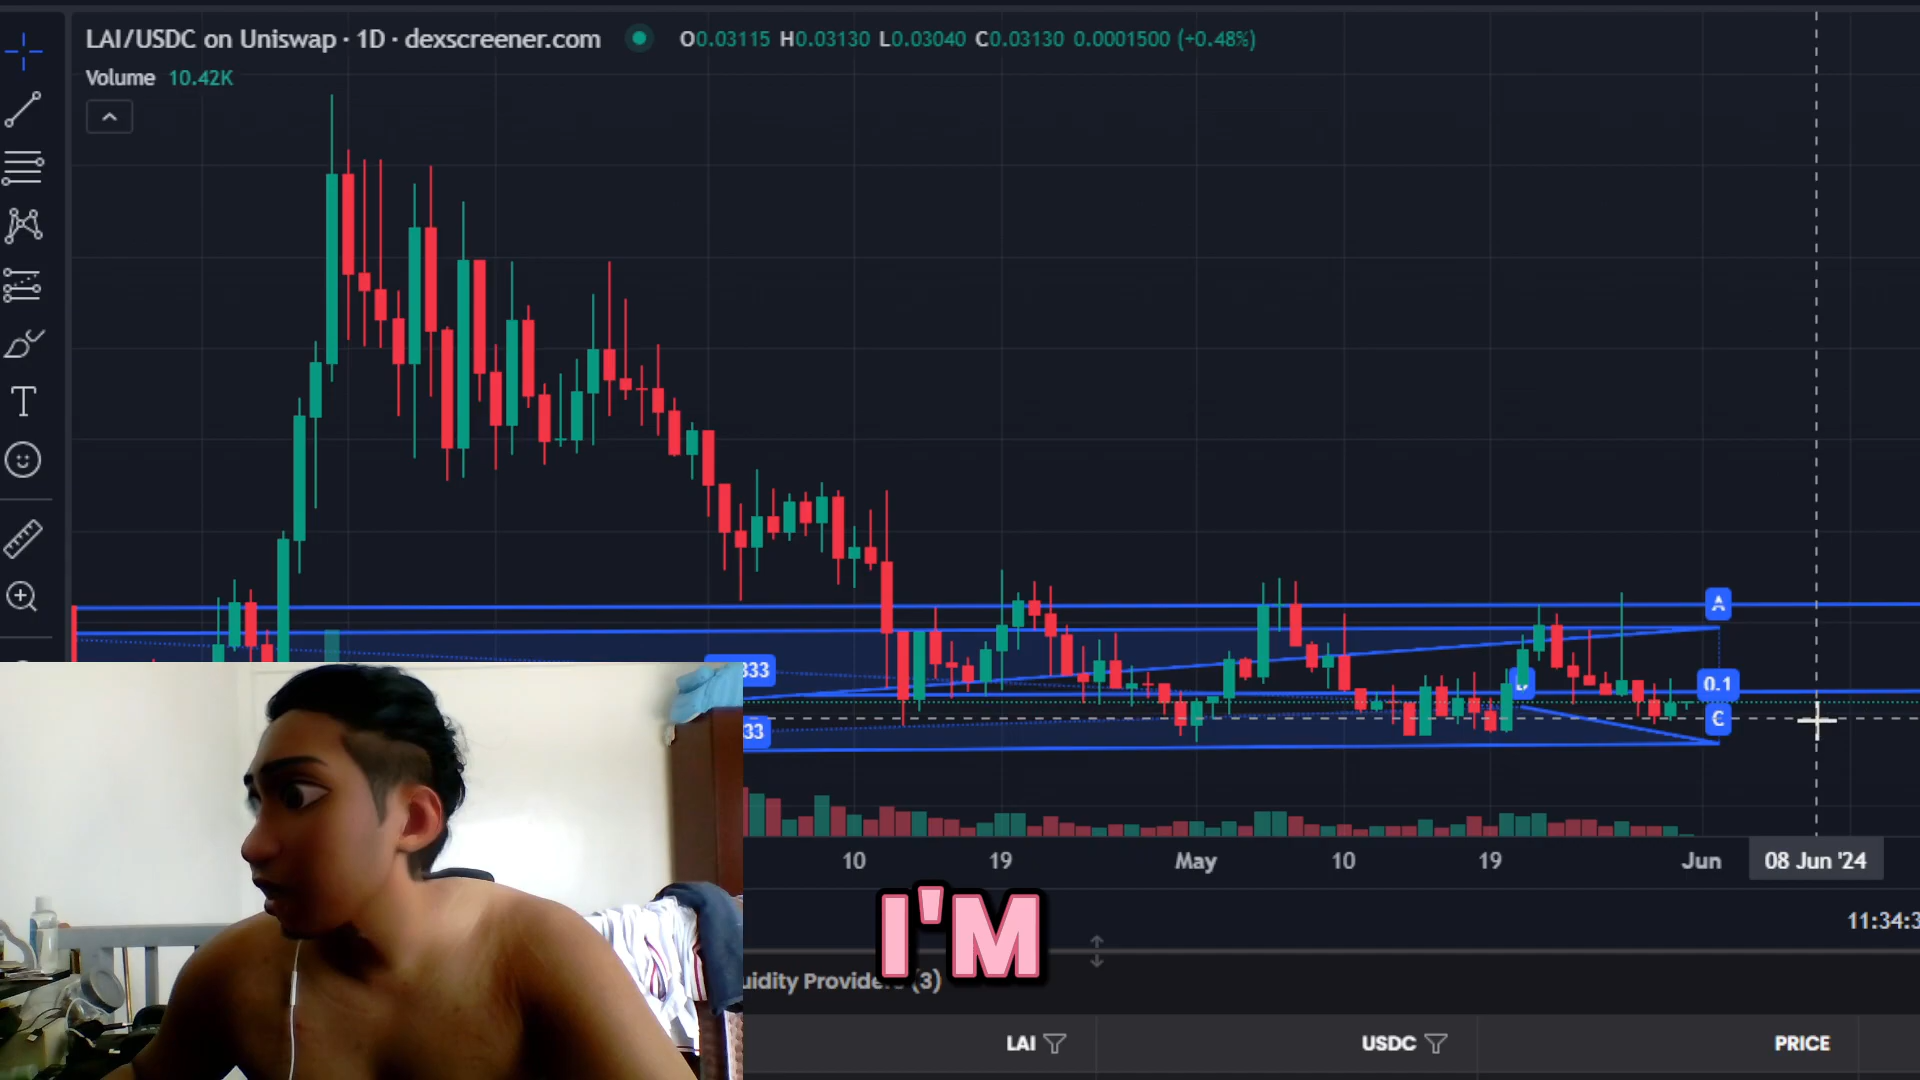 LAI/USDC on Uniswap · 1D · dexscreener.com O0.03115 H0.03130 L0.03040 C0.03130 0.0001500 (+0.48%)
Volume 10.42K
A
333
0.1
C
33
10 19 May 10 19 Jun 08 Jun '24
I'M
11:34:3
uidity Provide (3)
LAI USDC PRICE